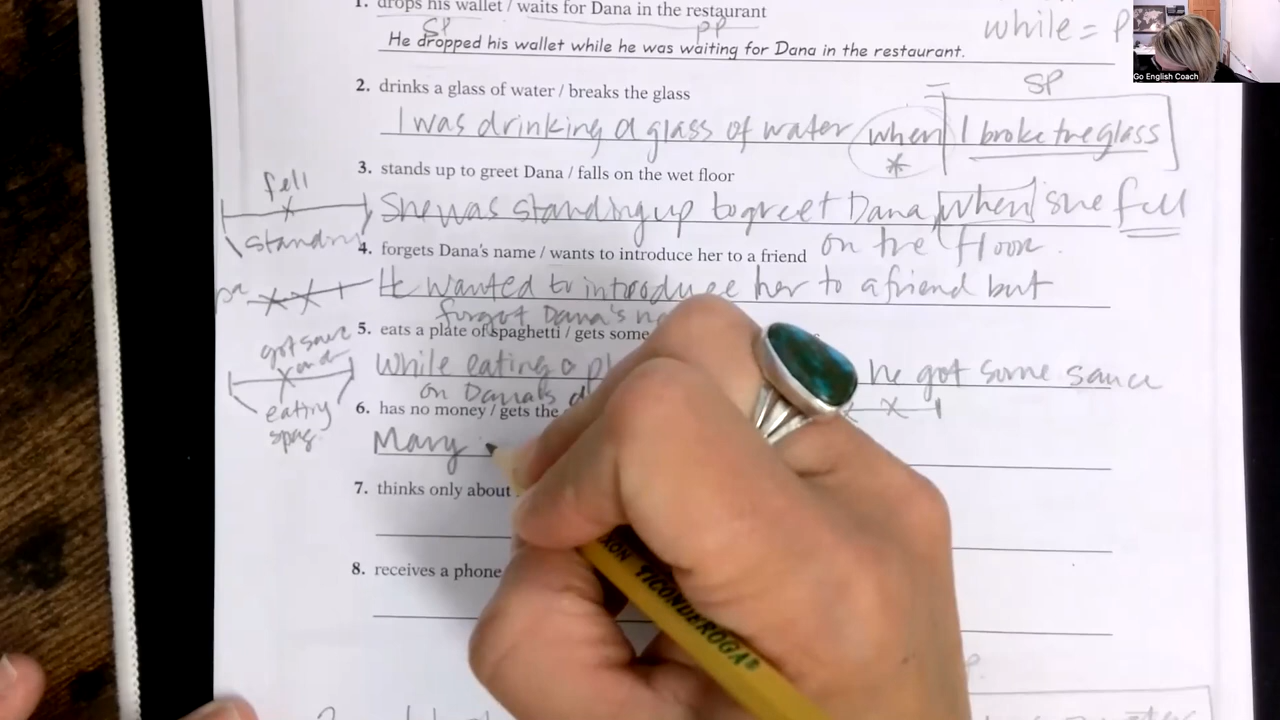 1. drops his wallet / waits for Dana in the restaurant
SP PP
while = P
He dropped his wallet while he was waiting for Dana in the restaurant.
Go English Coach
SP
2. drinks a glass of water / breaks the glass
I was drinking a glass of water when I broke the glass
*
3. stands up to greet Dana / falls on the wet floor
fell
She was standing up to greet Dana when she fell
standing
on the floor.
4. forgets Dana's name / wants to introduce her to a friend
He wanted to introduce her to a friend but
forgot Dana's
5. eats a plate of spaghetti / gets some
got sauce
While eating a he got some sauce
on Dana's
eating
spag.
6. has no money / gets the
Mary
7. thinks only about
8. receives a phone
TICONDEROGA